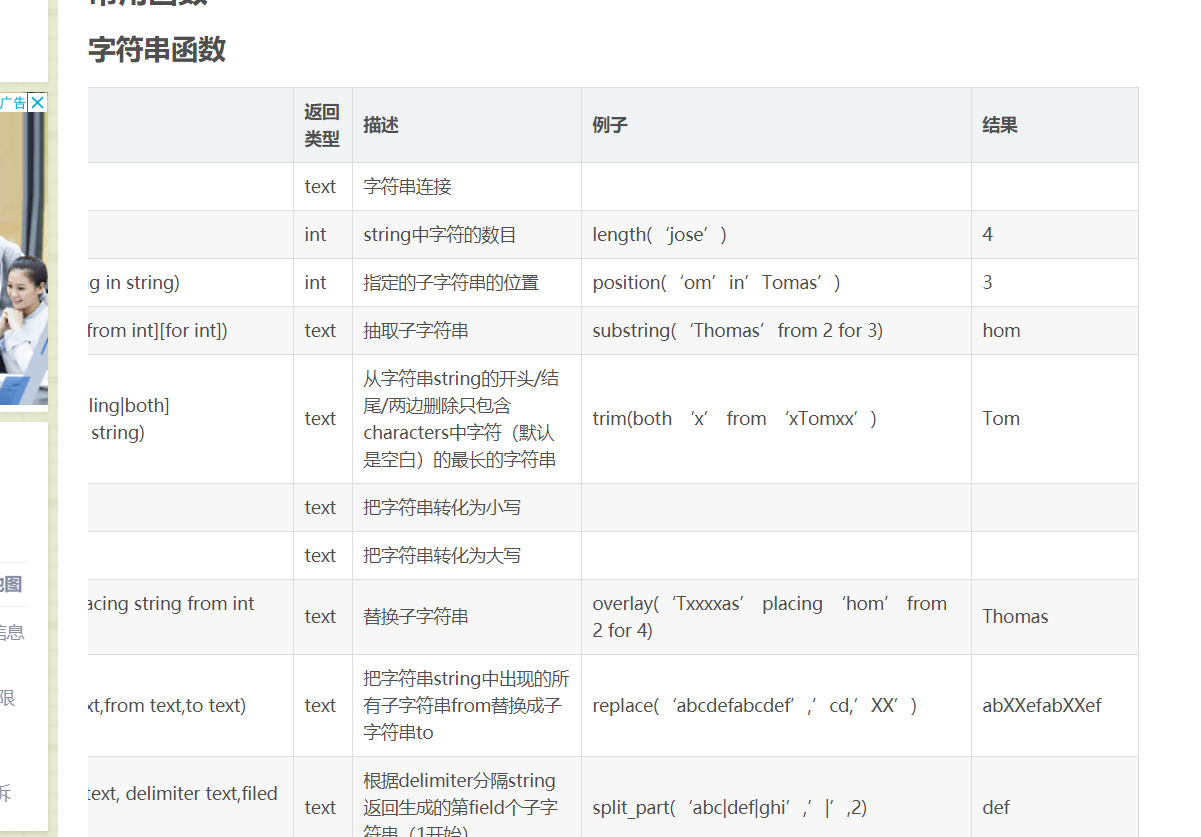 字符串函数
广告
返回
类型
描述
例子
结果
text
字符串连接
int
string中字符的数目
length(‘jose’)
4
g in string)
int
指定的子字符串的位置
position(‘om’in’Tomas’)
3
from int][for int])
text
抽取子字符串
substring(‘Thomas’from 2 for 3)
hom
ling|both]
string)
text
从字符串string的开头/结
尾/两边删除只包含
characters中字符（默认
是空白）的最长的字符串
trim(both ‘x’ from ‘xTomxx’)
Tom
text
把字符串转化为小写
text
把字符串转化为大写
acing string from int
text
替换子字符串
overlay(‘Txxxxas’ placing ‘hom’ from
2 for 4)
Thomas
xt,from text,to text)
text
把字符串string中出现的所
有子字符串from替换成子
字符串to
replace(‘abcdefabcdef’,’cd,’XX’)
abXXefabXXef
text, delimiter text,filed
text
根据delimiter分隔string
返回生成的第field个子字
符串（1开始）
split_part(‘abc|def|ghi’,’|’,2)
def
地图
信息
限
诉